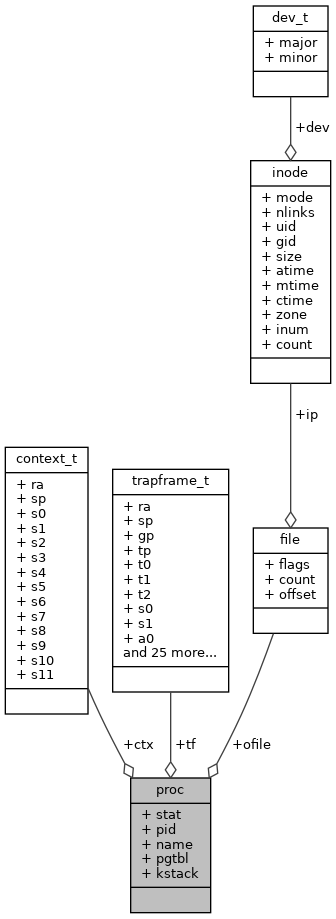 dev_t
+ major
+ minor
+dev
inode
+ mode
+ nlinks
+ uid
+ gid
+ size
+ atime
+ mtime
+ ctime
+ zone
+ inum
+ count
+ip
context_t
+ ra
+ sp
+ s0
+ s1
+ s2
+ s3
+ s4
+ s5
+ s6
+ s7
+ s8
+ s9
+ s10
+ s11
trapframe_t
+ ra
+ sp
+ gp
+ tp
+ t0
+ t1
+ t2
+ s0
+ s1
+ a0
and 25 more...
file
+ flags
+ count
+ offset
+ctx
+tf
+ofile
proc
+ stat
+ pid
+ name
+ pgtbl
+ kstack